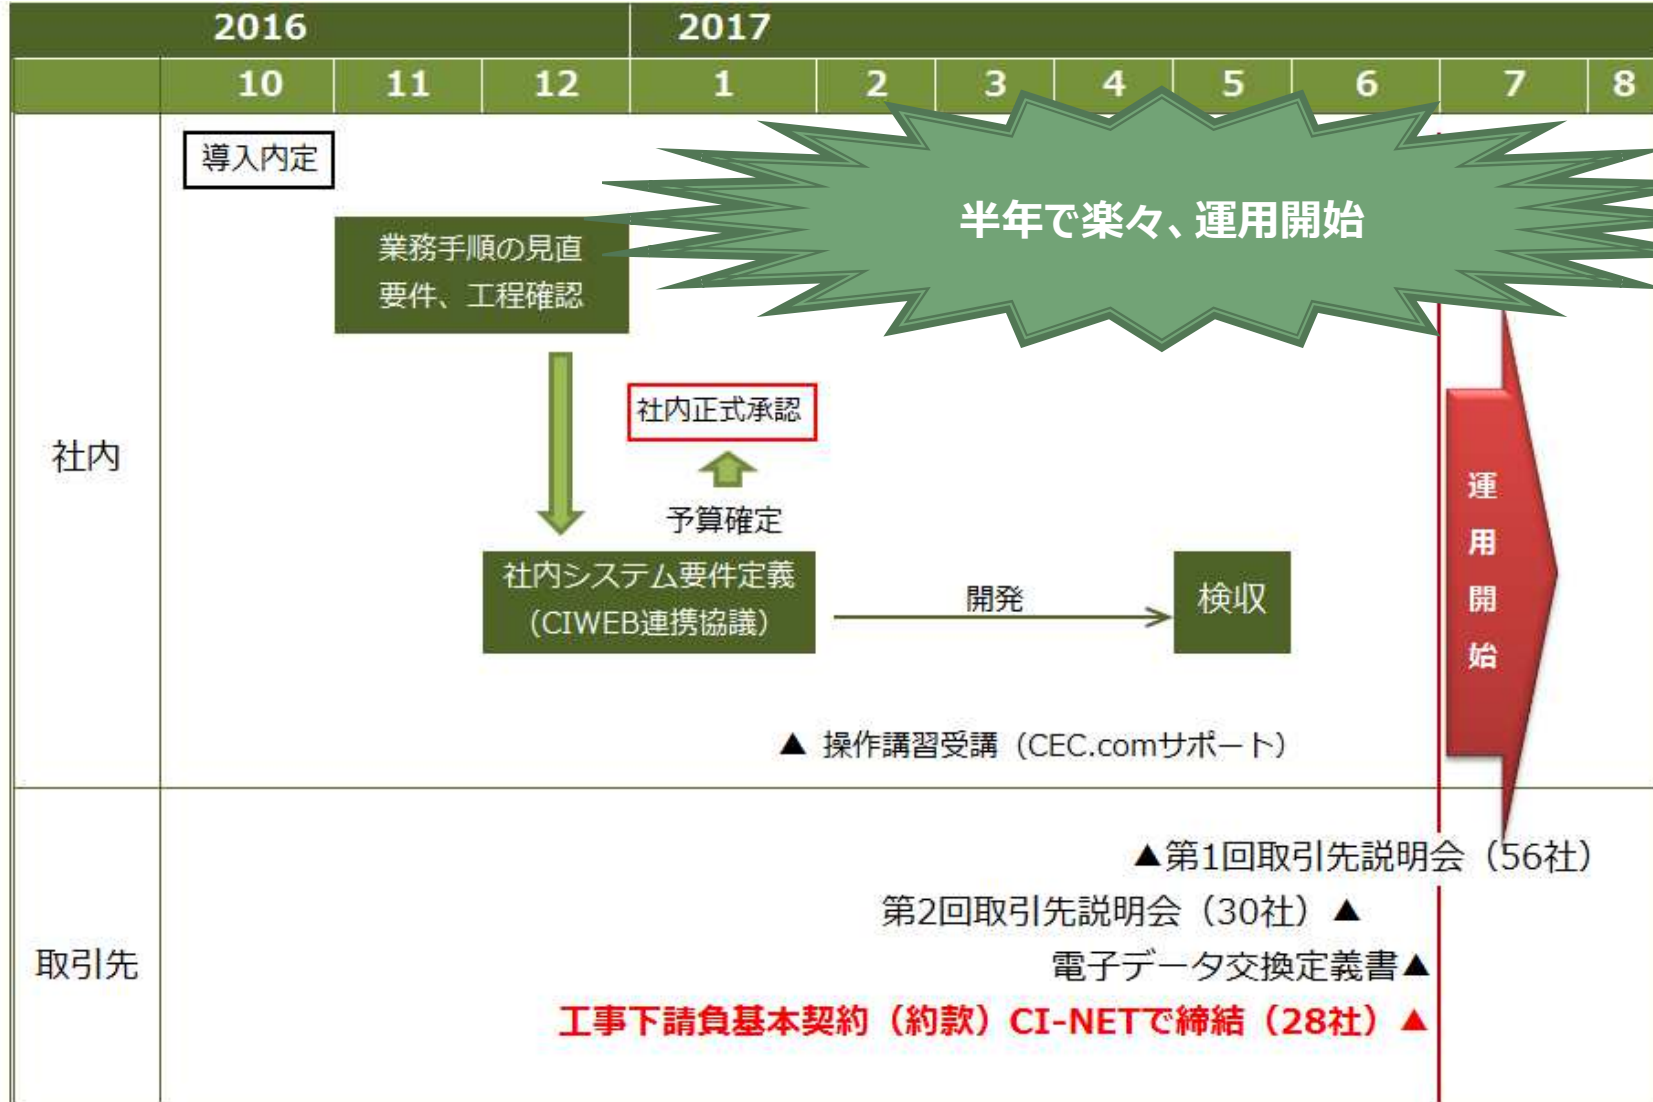 2016 2017
10 11 12 1 2 3 4 5 6 7 8
導入内定
半年で楽々、運用開始
業務手順の見直
要件、工程確認
社内正式承認
社内
予算確定
社内システム要件定義
(CIWEB連携協議)
開発
検収
運用開始
▲ 操作講習受講（CEC.comサポート）
▲第1回取引先説明会（56社）
第2回取引先説明会（30社）▲
取引先
電子データ交換定義書▲
工事下請負基本契約（約款）CI-NETで締結（28社）▲